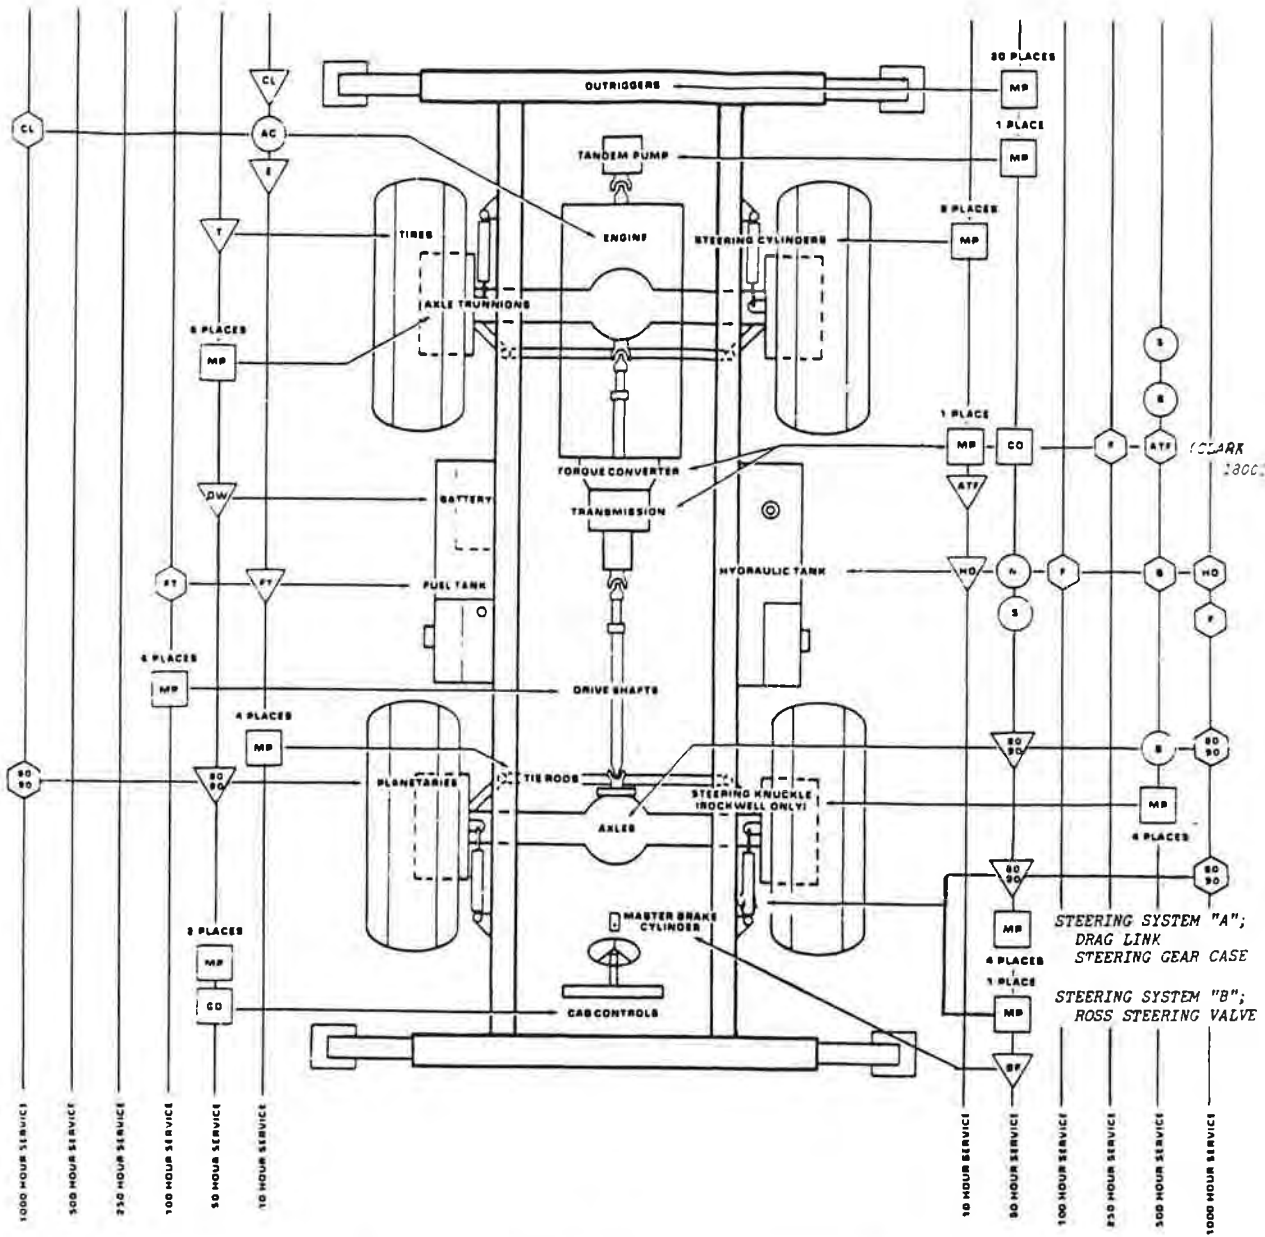 20 PLACES
CL
OUTRIGGERS
MP
1 PLACE
CL
AC
TANDEM PUMP
MP
E
8 PLACES
T
TIRES
ENGINE
STEERING CYLINDERS
MP
AXLE TRUNNIONS
6 PLACES
MP
S
B
1 PLACE
MP
CO
F
ATF
(CLARK
TORQUE CONVERTER
ATF
DW
BATTERY
TRANSMISSION
FT
FT
FUEL TANK
HYDRAULIC TANK
HO
N
F
B
HO
S
F
6 PLACES
MP
DRIVE SHAFTS
4 PLACES
MP
80
90
B
80
90
80
90
80
90
PLANETARIES
TIE RODS
STEERING KNUCKLE
(ROCKWELL ONLY)
MP
AXLES
4 PLACES
80
90
80
90
MASTER BRAKE
CYLINDER
MP
STEERING SYSTEM "A";
DRAG LINK
STEERING GEAR CASE
2 PLACES
MP
4 PLACES
1 PLACE
CO
CAB CONTROLS
MP
STEERING SYSTEM "B";
ROSS STEERING VALVE
BF
1000 HOUR SERVICE
500 HOUR SERVICE
250 HOUR SERVICE
100 HOUR SERVICE
50 HOUR SERVICE
10 HOUR SERVICE
10 HOUR SERVICE
50 HOUR SERVICE
100 HOUR SERVICE
250 HOUR SERVICE
500 HOUR SERVICE
1000 HOUR SERVICE